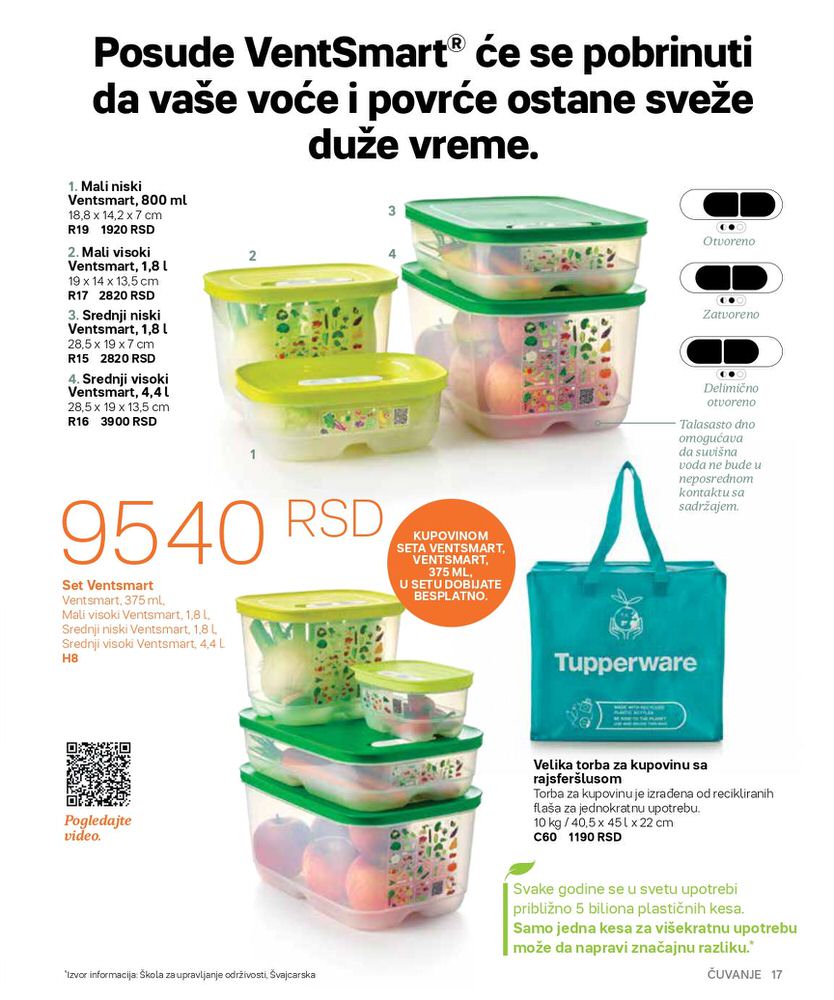 Posude VentSmart® će se pobrinuti
da vaše voće i povrće ostane sveže
duže vreme.
1. Mali niski
Ventsmart, 800 ml
18,8 x 14,2 x 7 cm
R19 1920 RSD
2. Mali visoki
Ventsmart, 1,8 l
19 x 14 x 13,5 cm
R17 2820 RSD
3. Srednji niski
Ventsmart, 1,8 l
28,5 x 19 x 7 cm
R15 2820 RSD
4. Srednji visoki
Ventsmart, 4,4 l
28,5 x 19 x 13,5 cm
R16 3900 RSD
2
3
4
1
Otvoreno
Zatvoreno
Delimično
otvoreno
Talasasto dno
omogućava
da suvišna
voda ne bude u
neposrednom
kontaktu sa
sadržajem.
9540 RSD
Set Ventsmart
Ventsmart, 375 ml,
Mali visoki Ventsmart, 1,8 l,
Srednji niski Ventsmart, 1,8 l,
Srednji visoki Ventsmart, 4,4 l.
H8
KUPOVINOM
SETA VENTSMART,
VENTSMART,
375 ML,
U SETU DOBIJATE
BESPLATNO.
Pogledajte
video.
Tupperware
MADE WITH RECYCLED
Velika torba za kupovinu sa
rajsferšlusom
Torba za kupovinu je izrađena od recikliranih
flaša za jednokratnu upotrebu.
10 kg / 40,5 x 45 l x 22 cm
C60 1190 RSD
Svake godine se u svetu upotrebi
približno 5 biliona plastičnih kesa.
Samo jedna kesa za višekratnu upotrebu
može da napravi značajnu razliku.*
*Izvor informacija: Škola za upravljanje održivosti, Švajcarska
ČUVANJE 17